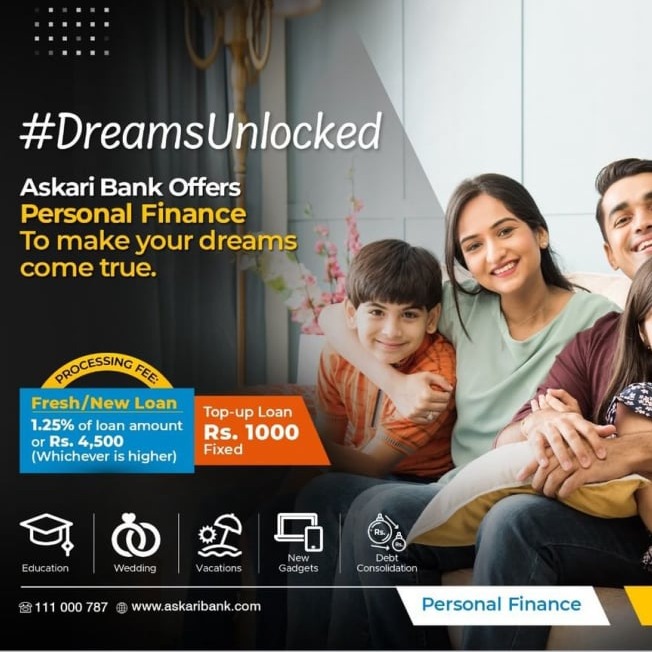 #DreamsUnlocked
Askari Bank Offers
Personal Finance
To make your dreams
come true.
PROCESSING FEE:
Fresh/New Loan
1.25% of loan amount
or Rs. 4,500
(Whichever is higher)
Top-up Loan
Rs. 1000
Fixed
Education
Wedding
Vacations
New
Gadgets
Rs.
Rs.
Debt
Consolidation
111 000 787 www.askaribank.com
Personal Finance